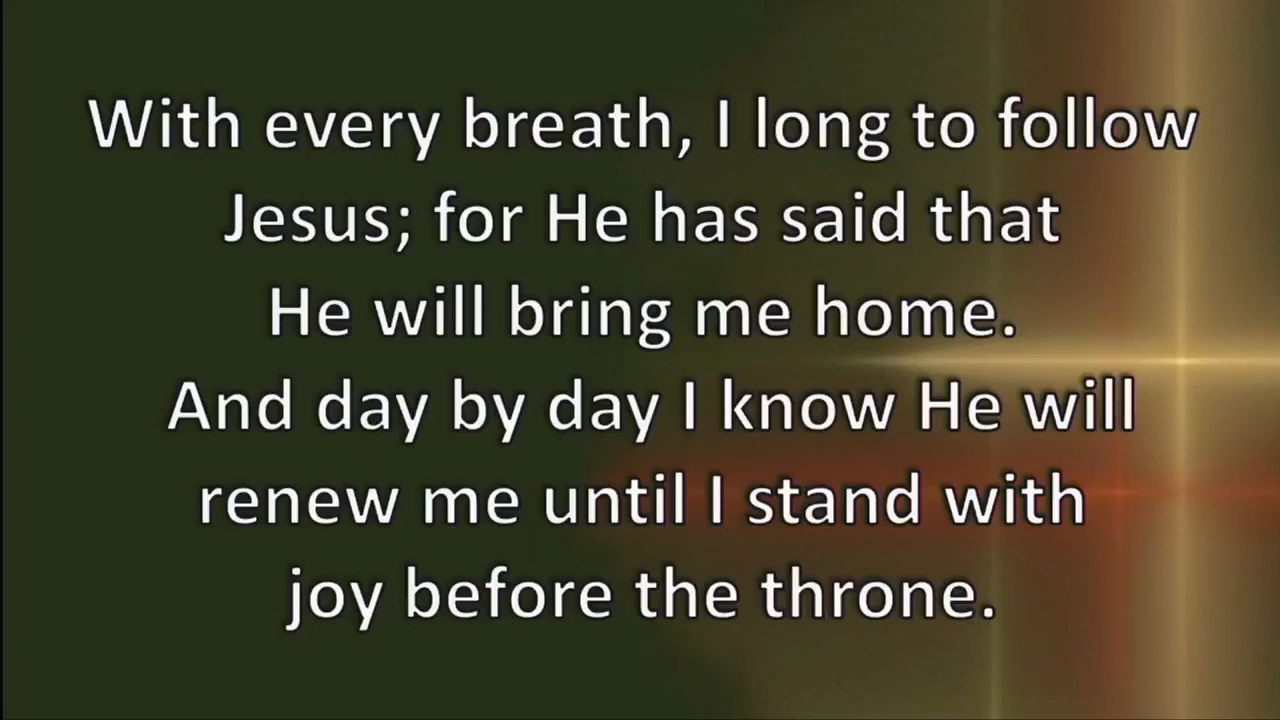 With every breath, I long to follow
Jesus; for He has said that
He will bring me home.
And day by day I know He will
renew me until I stand with
joy before the throne.